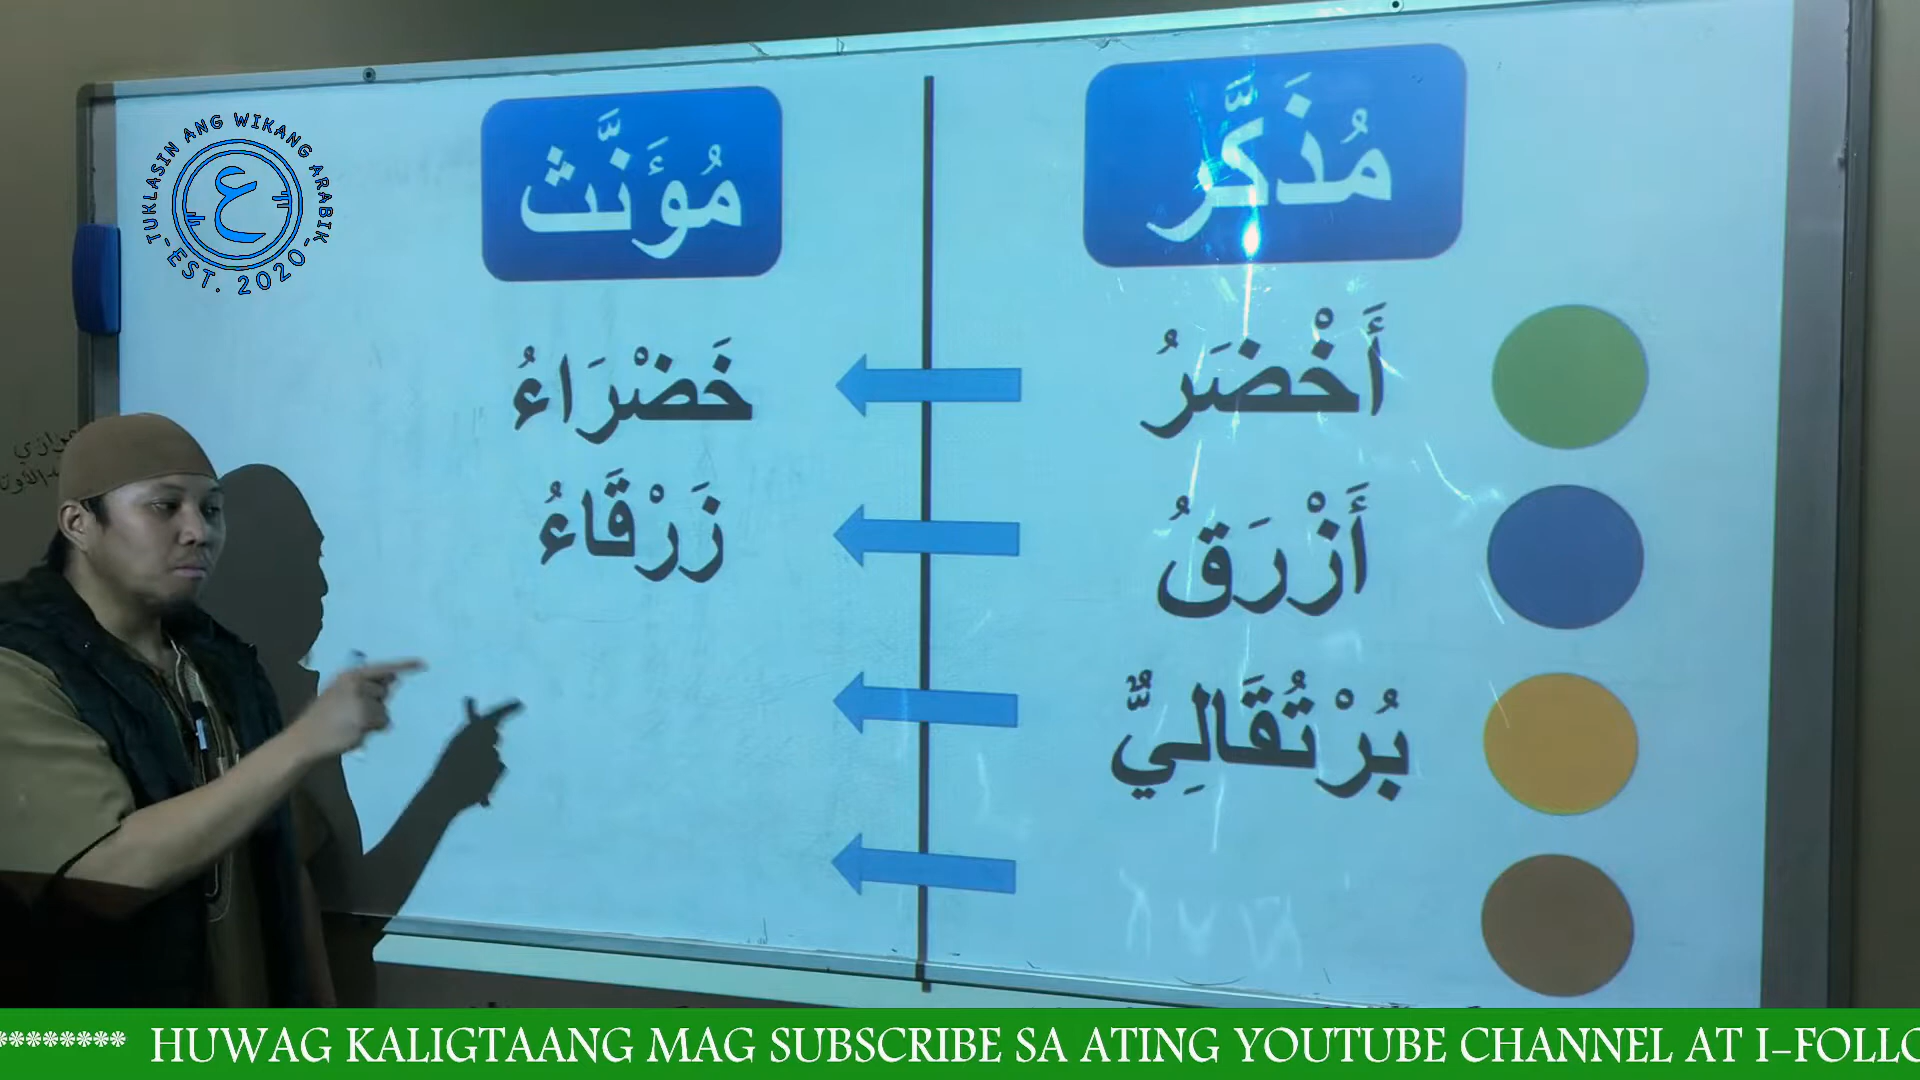 TUKLASIN ANG WIKANG ARABIK
ع
-EST. 2020-
مُذَكَّر
مُؤَنَّث
أَخْضَرُ
خَضْرَاءُ
أَزْرَقُ
زَرْقَاءُ
بُرْتُقَالِيٌّ
******** HUWAG KALIGTAANG MAG SUBSCRIBE SA ATING YOUTUBE CHANNEL AT I-FOLLO